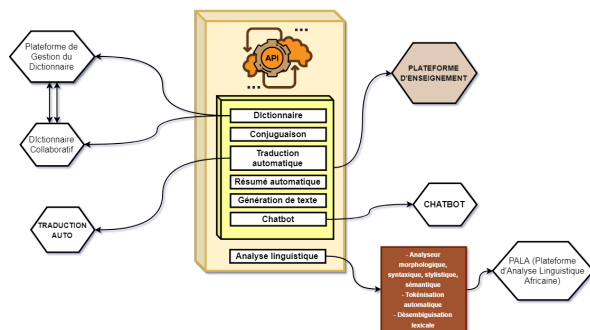 Plateforme de
Gestion du
Dictionnaire
DIctionnaire
Collaboratif
TRADUCTION
AUTO
...
API
...
DIctionnaire
Conjuguaison
Traduction
automatique
Résumé automatique
Génération de texte
Chatbot
Analyse linguistique
PLATEFORME
D'ENSEIGNEMENT
CHATBOT
- Analyseur
morphologique,
syntaxique, stylistique,
sémantique
- Tokénisation
automatique
- Désembiguisation
lexicale
PALA (Plateforme
d'Analyse Linguistique
Africaine)